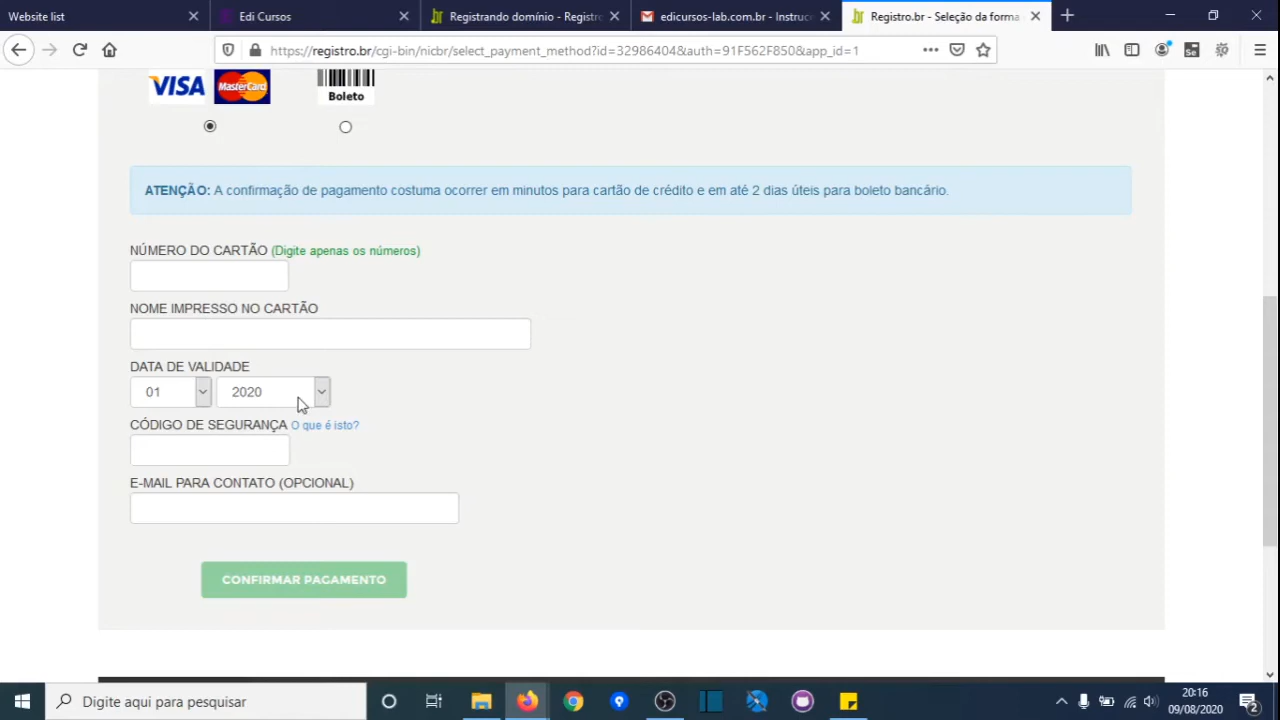 Website list
Edi Cursos
Registrando domínio - Registro
edicursos-lab.com.br - Instruç
Registro.br - Seleção da forma
https://registro.br/cgi-bin/nicbr/select_payment_method?id=32986404&auth=91F562F850&app_id=1
VISA MasterCard Boleto
ATENÇÃO: A confirmação de pagamento costuma ocorrer em minutos para cartão de crédito e em até 2 dias úteis para boleto bancário.
NÚMERO DO CARTÃO (Digite apenas os números)
NOME IMPRESSO NO CARTÃO
DATA DE VALIDADE
01 2020
CÓDIGO DE SEGURANÇA O que é isto?
E-MAIL PARA CONTATO (OPCIONAL)
CONFIRMAR PAGAMENTO
Digite aqui para pesquisar
20:16
09/08/2020
2